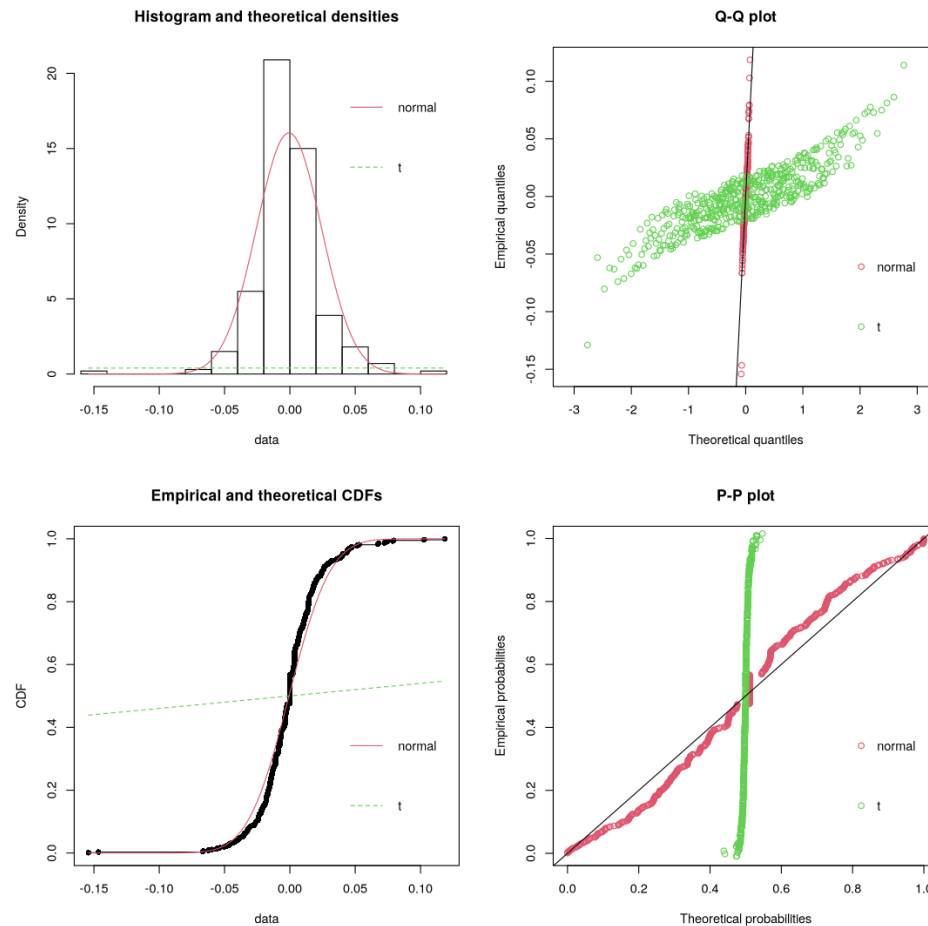 Histogram and theoretical densities
Density
20
15
10
5
0
normal
t
-0.15 -0.10 -0.05 0.00 0.05 0.10
data
Q-Q plot
Empirical quantiles
0.10
0.05
0.00
-0.05
-0.10
-0.15
normal
t
-3 -2 -1 0 1 2 3
Theoretical quantiles
Empirical and theoretical CDFs
CDF
1.0
0.8
0.6
0.4
0.2
0.0
normal
t
-0.15 -0.10 -0.05 0.00 0.05 0.10
data
P-P plot
Empirical probabilities
1.0
0.8
0.6
0.4
0.2
0.0
normal
t
0.0 0.2 0.4 0.6 0.8 1.0
Theoretical probabilities